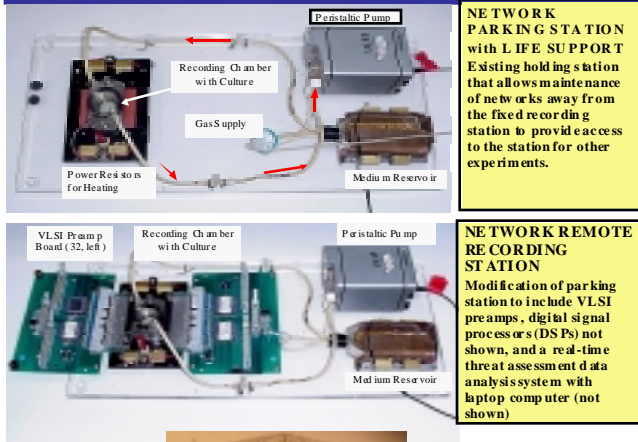 Peristaltic Pump
Recording Chamber
with Culture
Gas Supply
Power Resistors
for Heating
Medium Reservoir
NETWORK
PARKING STATION
with LIFE SUPPORT
Existing holding station
that allows maintenance
of networks away from
the fixed recording
station to provide access
to the station for other
experiments.
VLSI Preamp
Board (32, left)
Recording Chamber
with Culture
Peristaltic Pump
Medium Reservoir
NETWORK REMOTE
RECORDING
STATION
Modification of parking
station to include VLSI
preamps, digital signal
processors (DSPs) not
shown, and a real-time
threat assessment data
analysis system with
laptop computer (not
shown)